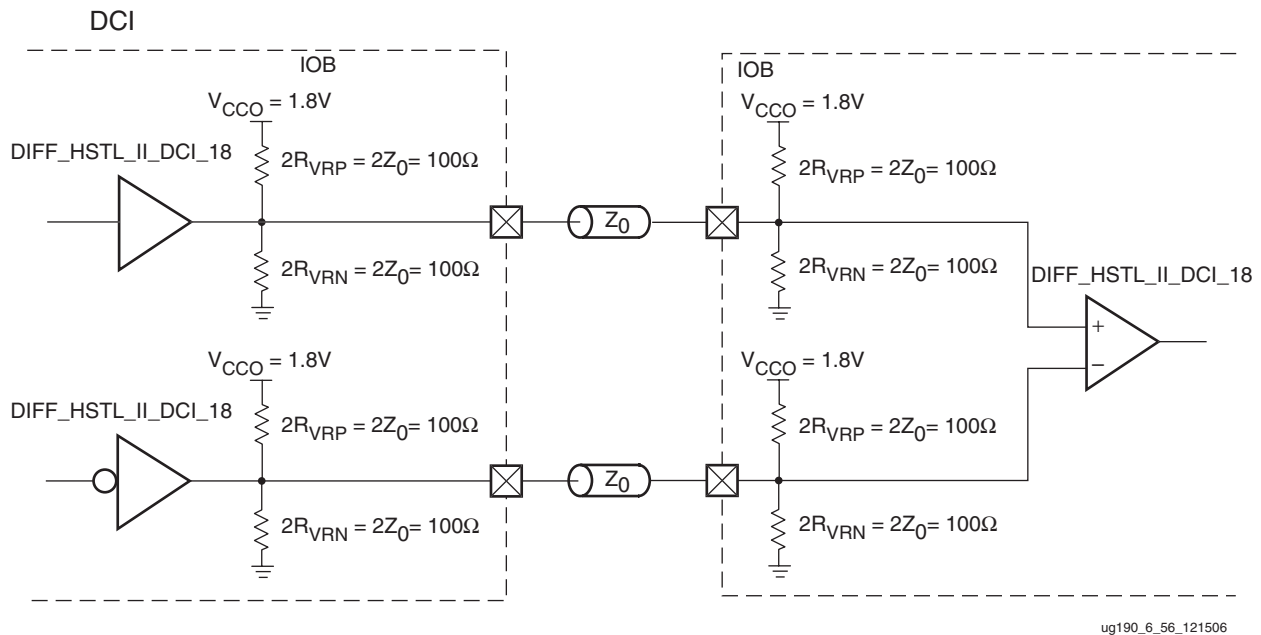 DCI
IOB
IOB
V_CCO = 1.8V
V_CCO = 1.8V
DIFF_HSTL_II_DCI_18
2R_VRP = 2Z_0= 100Ω
2R_VRP = 2Z_0= 100Ω
Z_0
2R_VRN = 2Z_0= 100Ω
2R_VRN = 2Z_0= 100Ω
DIFF_HSTL_II_DCI_18
+
−
V_CCO = 1.8V
V_CCO = 1.8V
DIFF_HSTL_II_DCI_18
2R_VRP = 2Z_0= 100Ω
2R_VRP = 2Z_0= 100Ω
Z_0
2R_VRN = 2Z_0= 100Ω
2R_VRN = 2Z_0= 100Ω
ug190_6_56_121506